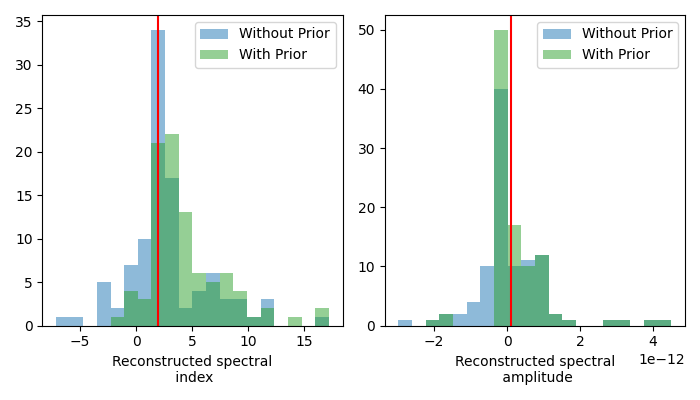 35
30
25
20
15
10
5
0
−5
0
5
10
15
Reconstructed spectral
index
Without Prior
With Prior
50
40
30
20
10
0
−2
0
2
4
1e−12
Reconstructed spectral
amplitude
Without Prior
With Prior